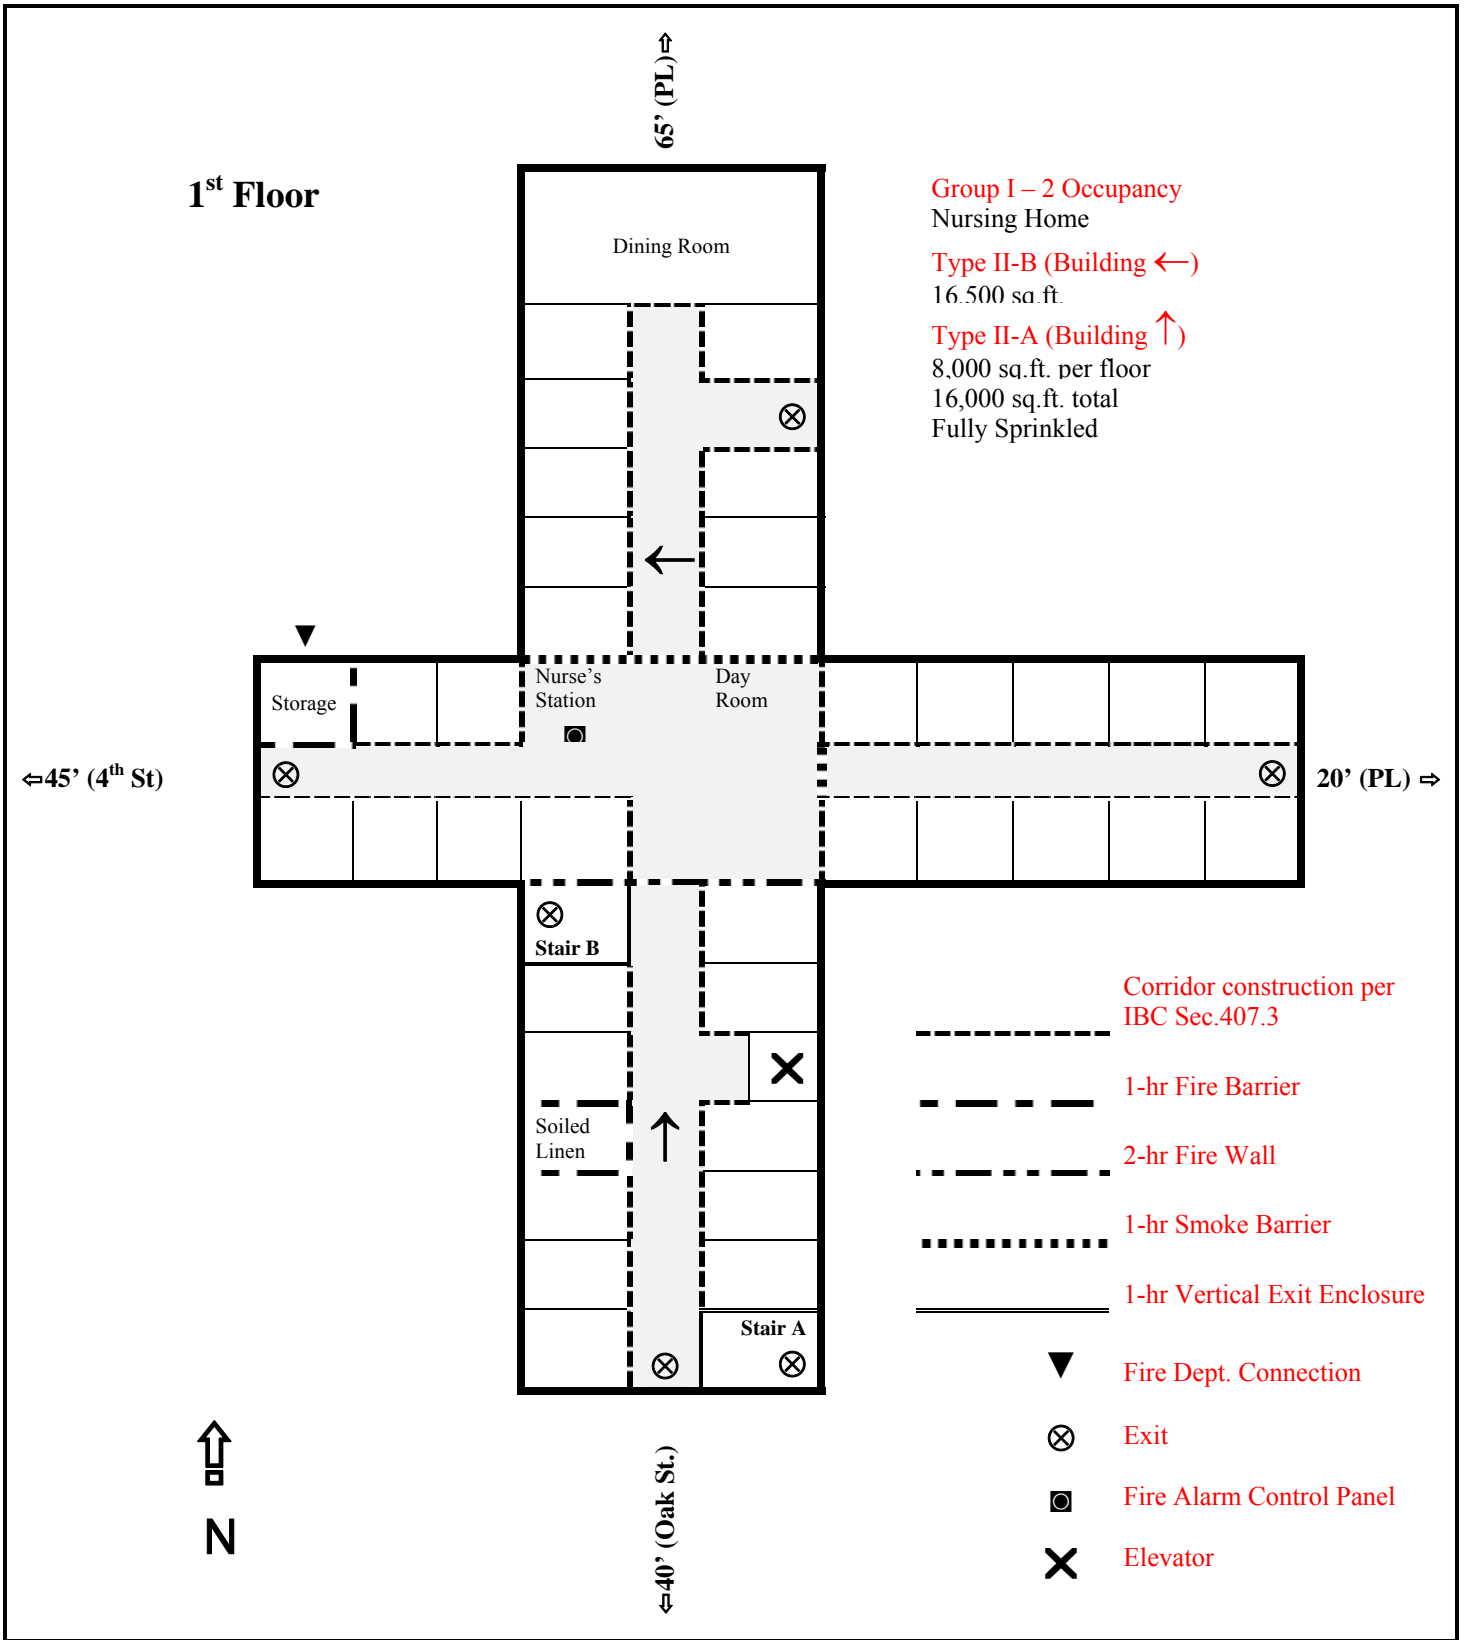 65’ (PL)
1st Floor
Group I – 2 Occupancy
Nursing Home
Type II-B (Building ←)
16,500 sq.ft.
Type II-A (Building ↑)
8,000 sq.ft. per floor
16,000 sq.ft. total
Fully Sprinkled
Dining Room
Nurse’s
Station
Day
Room
Storage
45’ (4th St)
20’ (PL)
Stair B
Soiled
Linen
Stair A
Corridor construction per
IBC Sec.407.3
1-hr Fire Barrier
2-hr Fire Wall
1-hr Smoke Barrier
1-hr Vertical Exit Enclosure
Fire Dept. Connection
Exit
Fire Alarm Control Panel
Elevator
N
40’ (Oak St.)